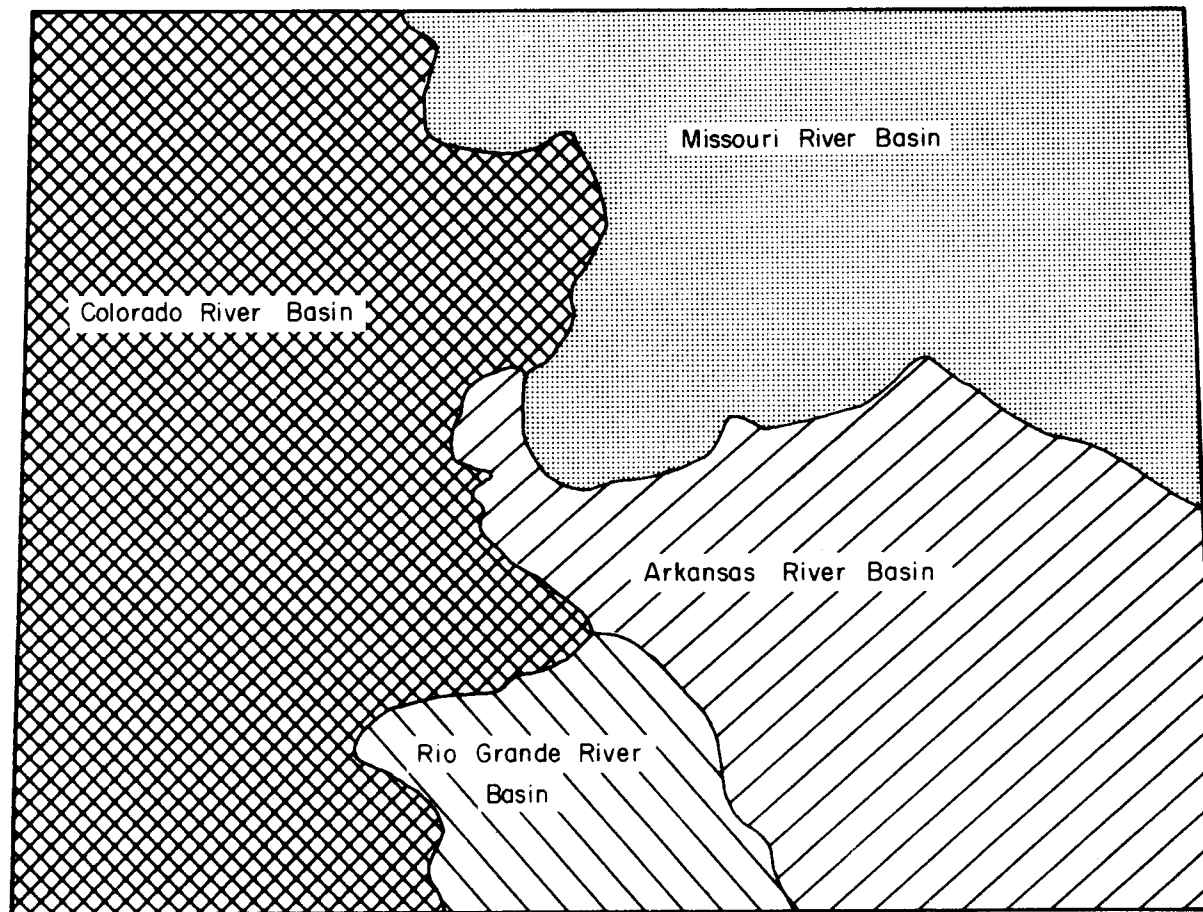 Missouri River Basin
Colorado River Basin
Arkansas River Basin
Rio Grande River
Basin